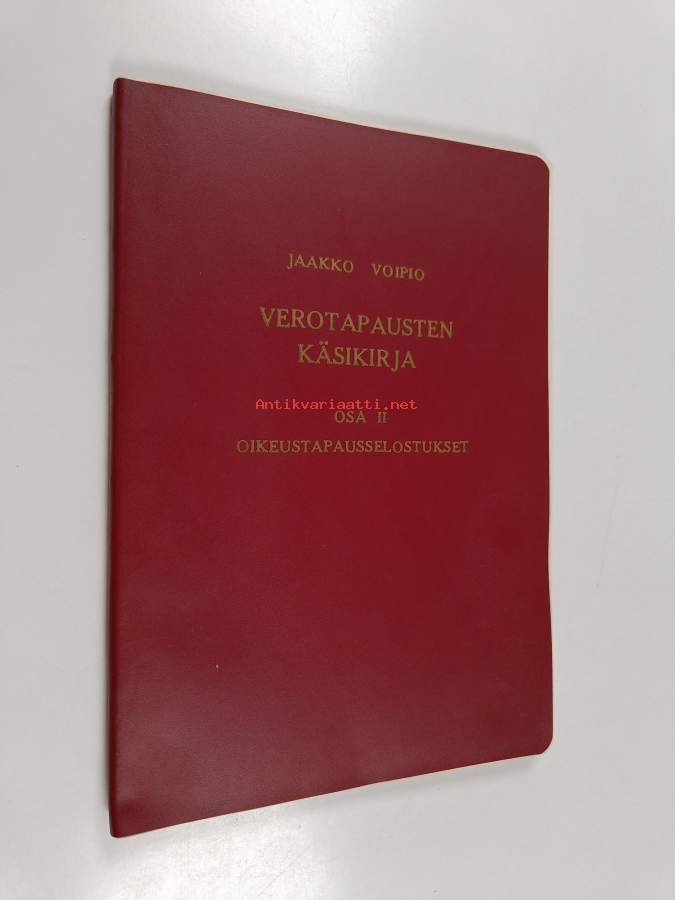 JAAKKO VOIPIO
VEROTAPAUSTEN
KÄSIKIRJA
Antikvariaatti.net
OSA II
OIKEUSTAPAUSSELOSTUKSET